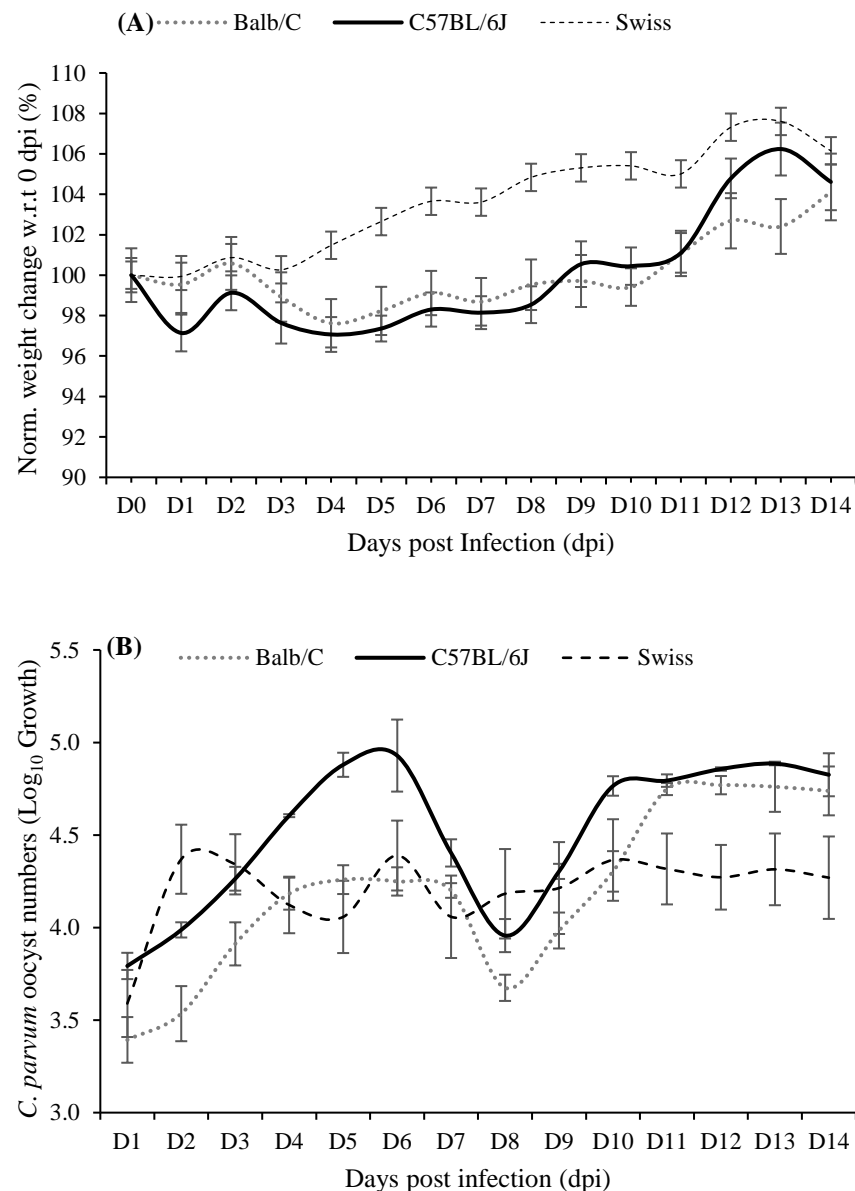 (A) Balb/C C57BL/6J Swiss
Norm. weight change w.r.t 0 dpi (%)
110
108
106
104
102
100
98
96
94
92
90
D0 D1 D2 D3 D4 D5 D6 D7 D8 D9 D10 D11 D12 D13 D14
Days post Infection (dpi)
(B) Balb/C C57BL/6J Swiss
C. parvum oocyst numbers (Log10 Growth)
5.5
5.0
4.5
4.0
3.5
3.0
D1 D2 D3 D4 D5 D6 D7 D8 D9 D10 D11 D12 D13 D14
Days post infection (dpi)